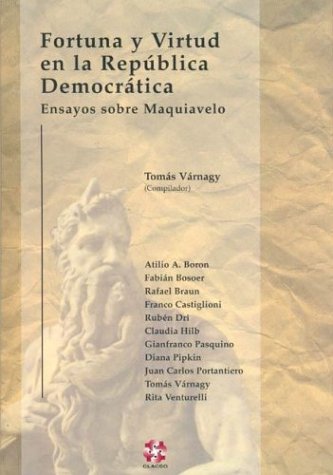 Fortuna y Virtud
en la República
Democrática
Ensayos sobre Maquiavelo
Tomás Várnagy
(Compilador)
Atilio A. Boron
Fabián Bosoer
Rafael Braun
Franco Castiglioni
Rubén Dri
Claudia Hilb
Gianfranco Pasquino
Diana Pipkin
Juan Carlos Portantiero
Tomás Várnagy
Rita Venturelli
CLACSO